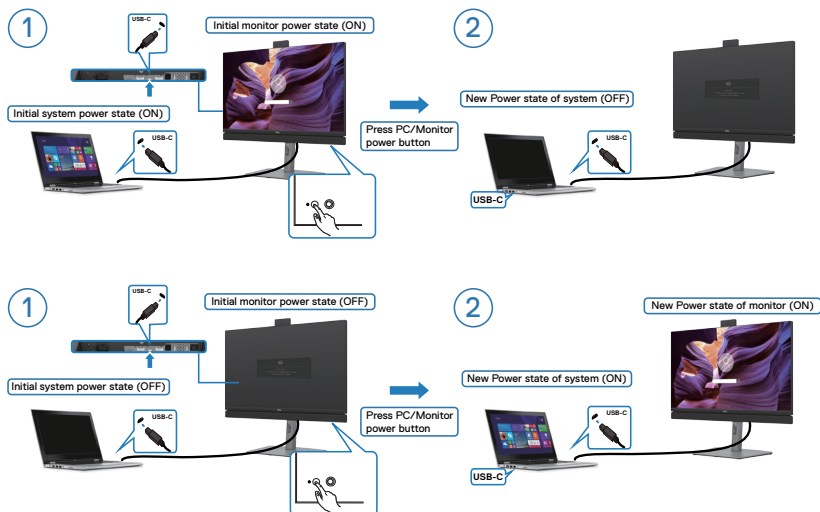 1
USB-C
Initial monitor power state (ON)
Initial system power state (ON)
USB-C
Press PC/Monitor
power button
2
New Power state of system (OFF)
USB-C
USB-C
1
USB-C
Initial monitor power state (OFF)
Initial system power state (OFF)
USB-C
Press PC/Monitor
power button
2
New Power state of monitor (ON)
New Power state of system (ON)
USB-C
USB-C